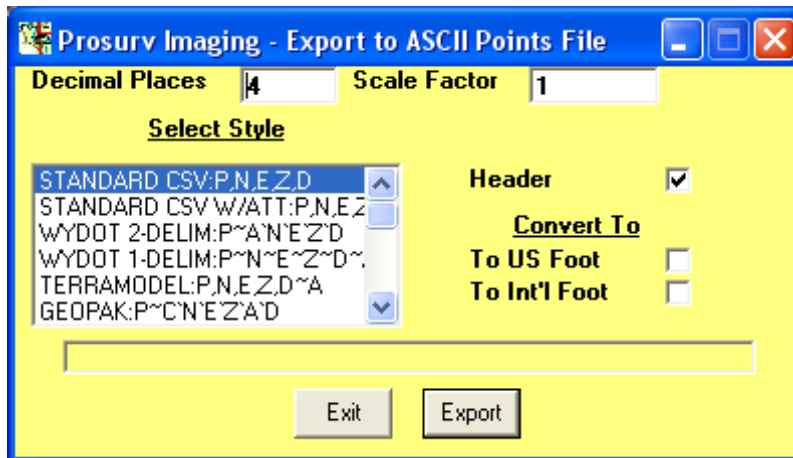 Prosurv Imaging - Export to ASCII Points File
Decimal Places 4 Scale Factor 1
Select Style
STANDARD CSV:P,N,E,Z,D
STANDARD CSV W/ATT:P,N,E,Z
WYDOT 2-DELIM:P~A`N`E`Z`D
WYDOT 1-DELIM:P~N~E~Z~D~
TERRAMODEL:P,N,E,Z,D~A
GEOPAK:P~C`N`E`Z`A`D
Header
Convert To
To US Foot
To Int'l Foot
Exit Export